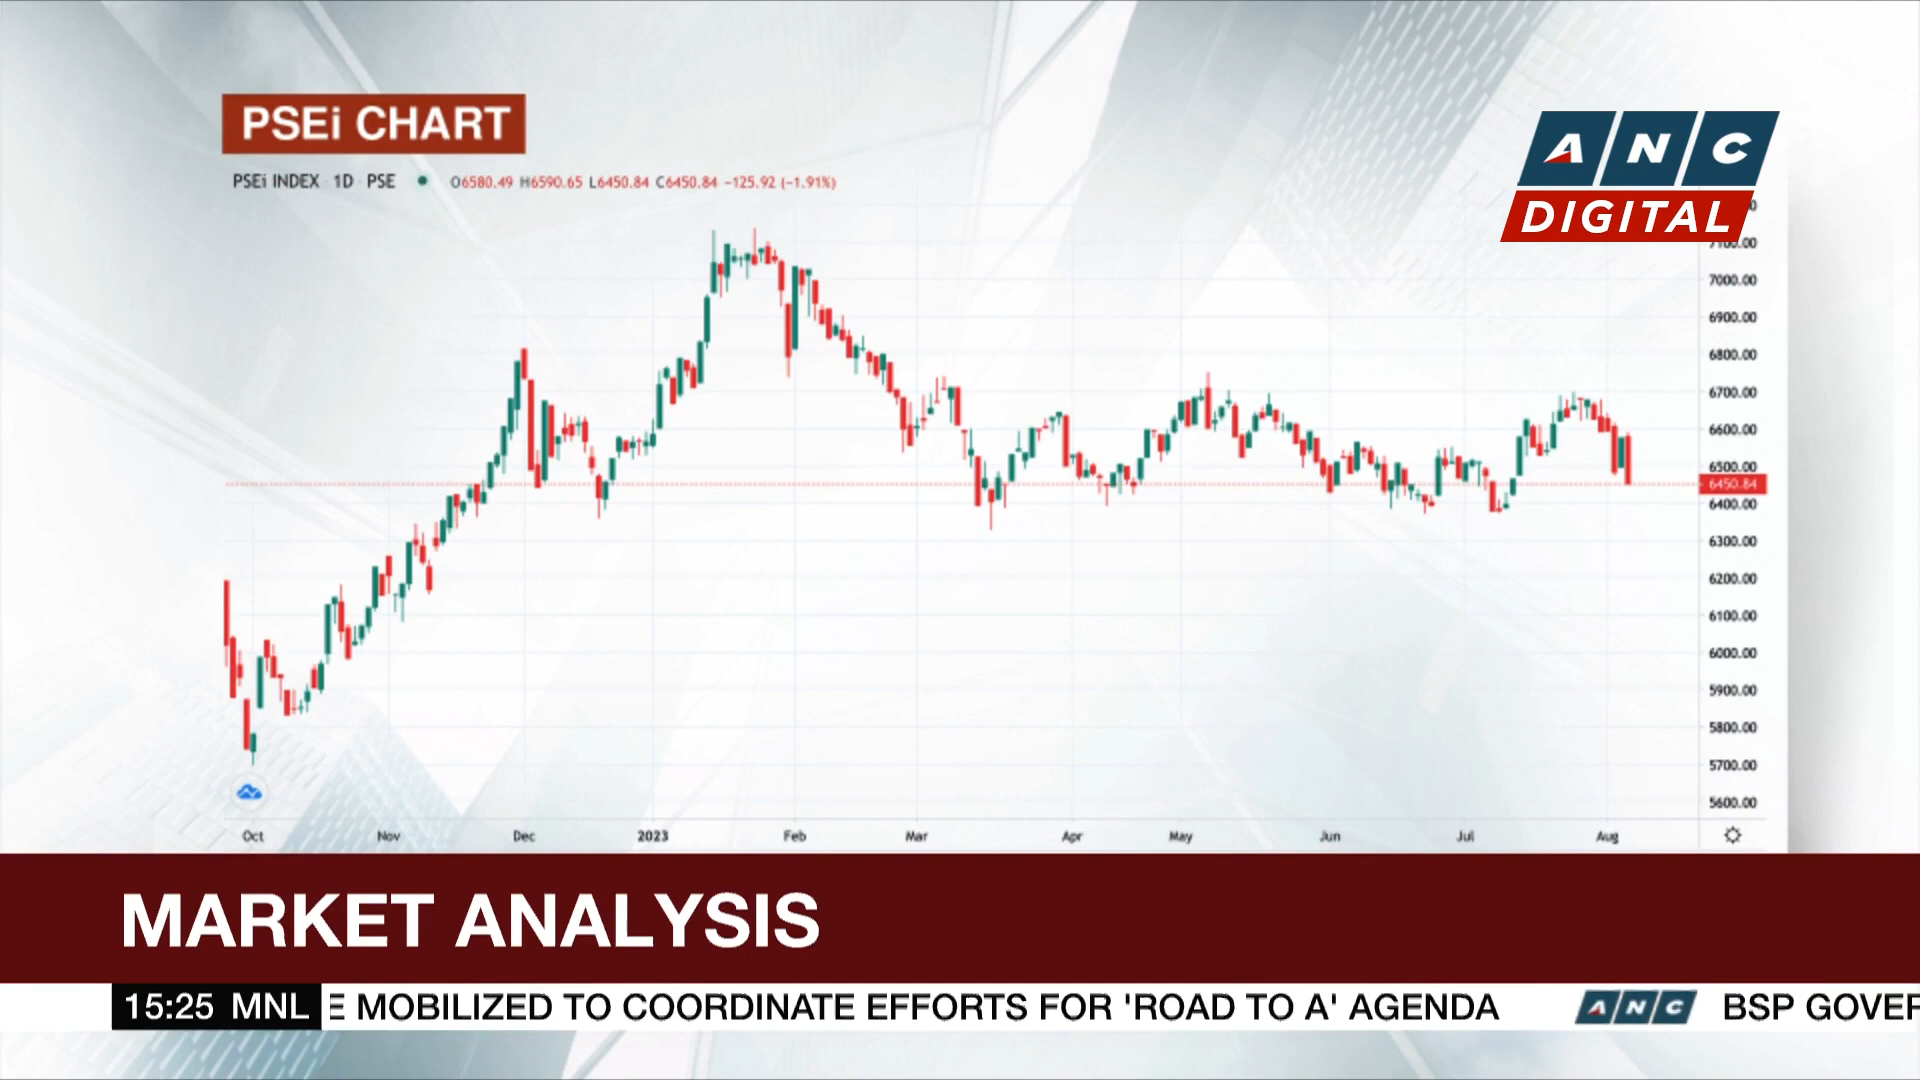 PSEi CHART
ANC
DIGITAL
PSEi INDEX · 1D · PSE O6580.49 H6590.65 L6450.84 C6450.84 −125.92 (−1.91%)
7100.00
7000.00
6900.00
6800.00
6700.00
6600.00
6500.00
6450.84
6400.00
6300.00
6200.00
6100.00
6000.00
5900.00
5800.00
5700.00
5600.00
Oct Nov Dec 2023 Feb Mar Apr May Jun Jul Aug
MARKET ANALYSIS
15:25 MNL E MOBILIZED TO COORDINATE EFFORTS FOR 'ROAD TO A' AGENDA ANC BSP GOVER